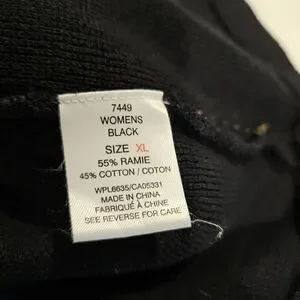 7449
WOMENS
BLACK
SIZE XL
55% RAMIE
45% COTTON / COTON
WPL8635/CA05331
MADE IN CHINA
FABRIQUÉ À CHINE
SEE REVERSE FOR CARE